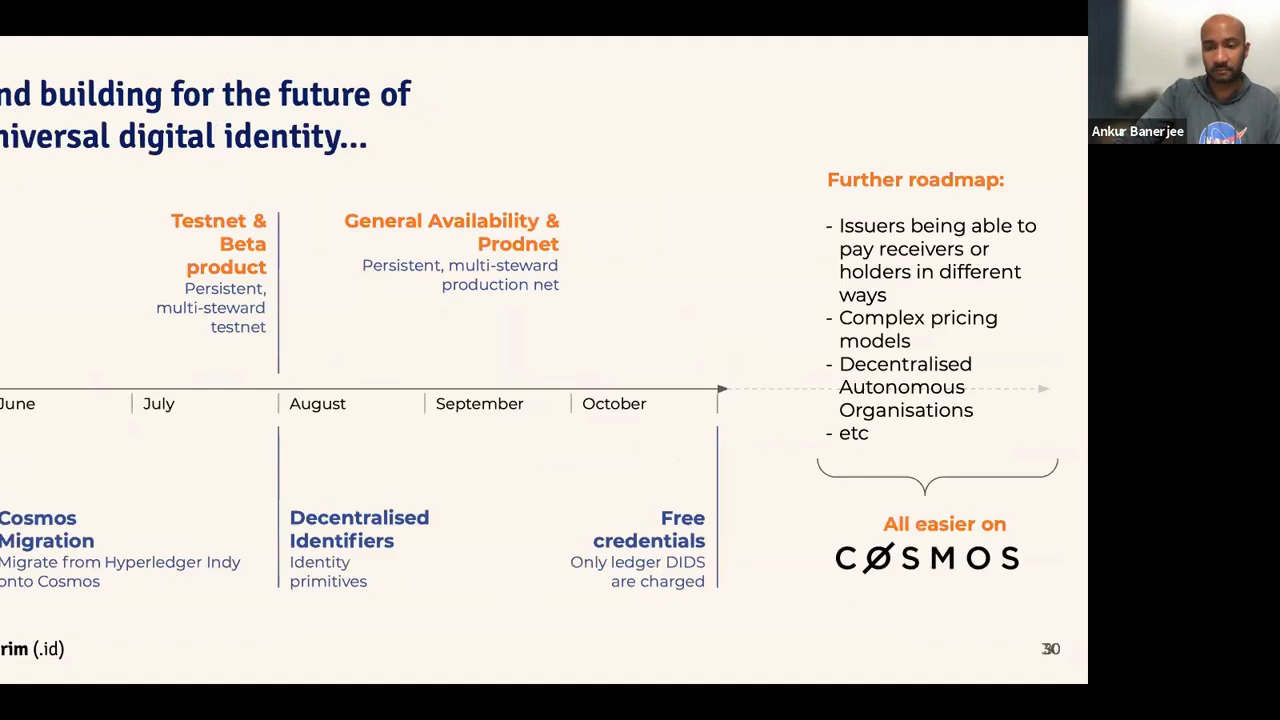 nd building for the future of
niversal digital identity...
Ankur Banerjee
Further roadmap:
- Issuers being able to
pay receivers or
holders in different
ways
- Complex pricing
models
- Decentralised
Autonomous
Organisations
- etc
Testnet &
Beta
product
Persistent,
multi-steward
testnet
General Availability &
Prodnet
Persistent, multi-steward
production net
June
July
August
September
October
Cosmos
Migration
Migrate from Hyperledger Indy
onto Cosmos
Decentralised
Identifiers
Identity
primitives
Free
credentials
Only ledger DIDS
are charged
All easier on
CØSMOS
rim (.id)